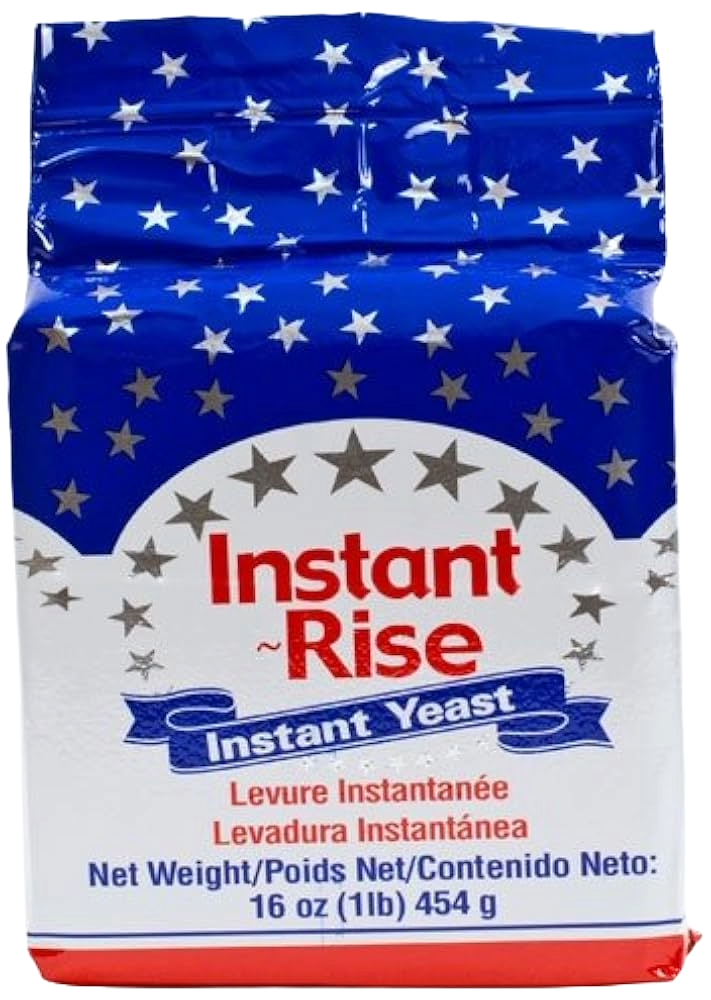 Instant
~Rise
Instant Yeast
Levure Instantanée
Levadura Instantánea
Net Weight/Poids Net/Contenido Neto:
16 oz (1lb) 454 g